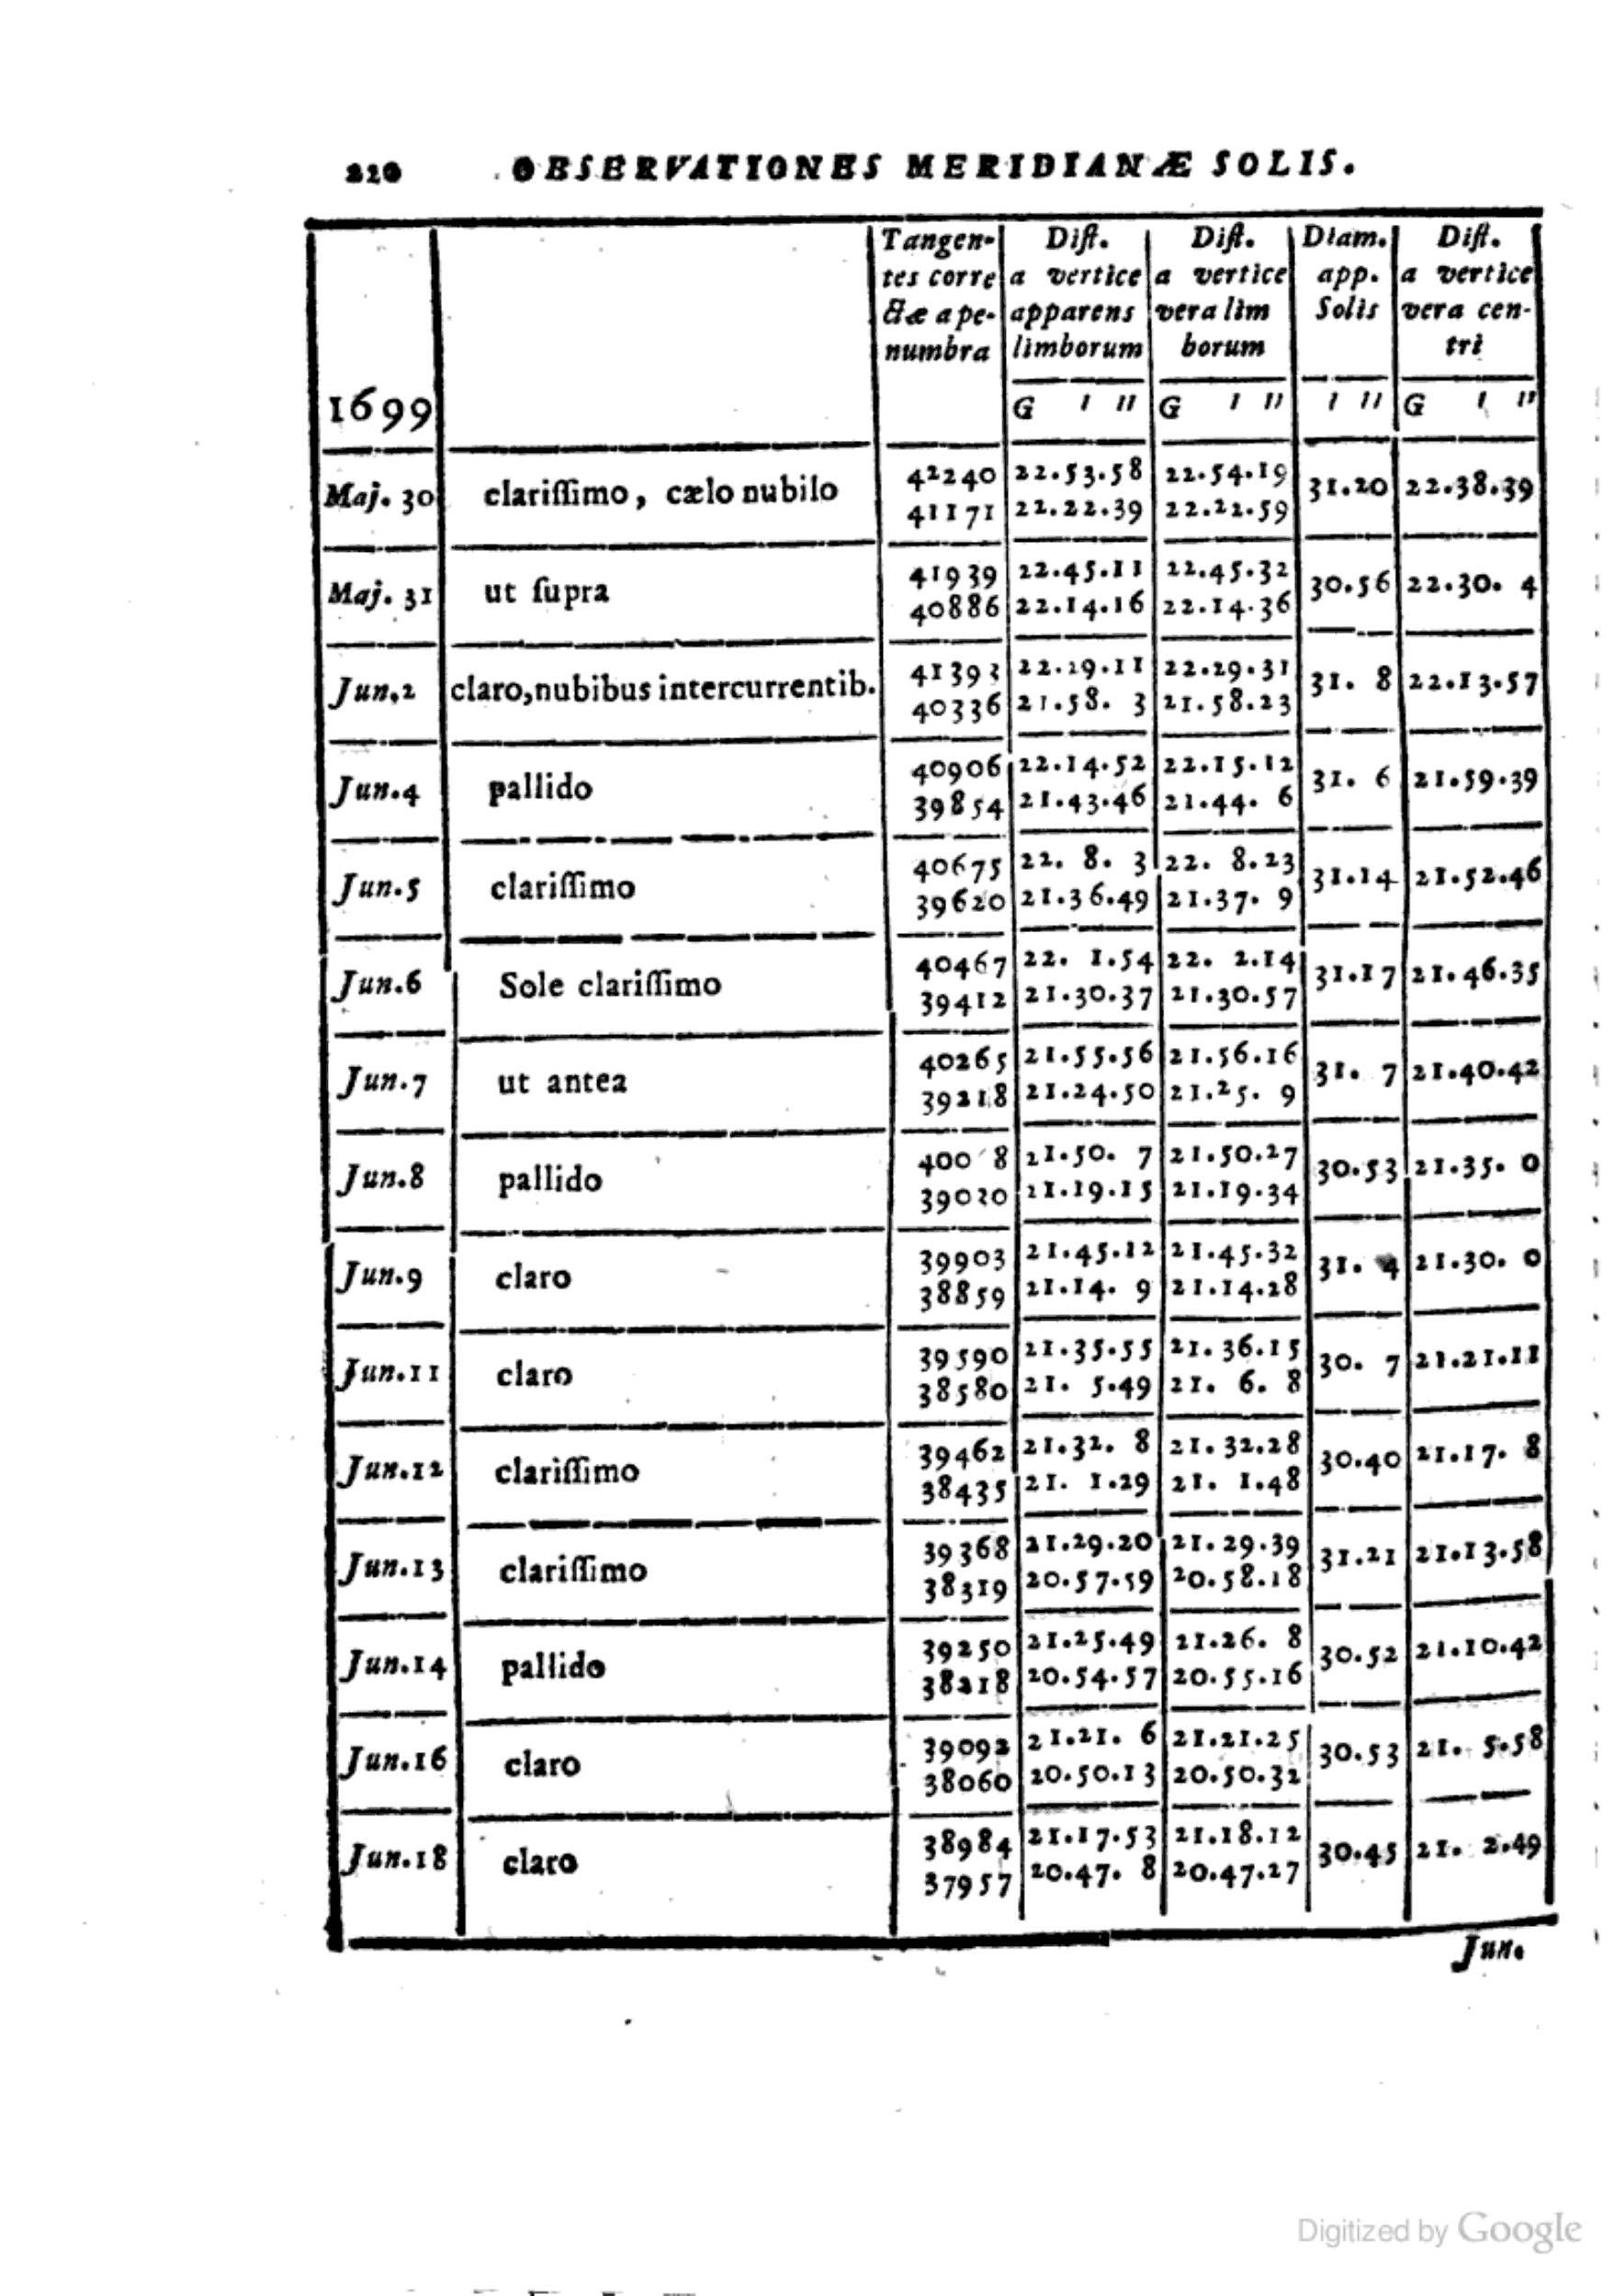 220 OBSERVATIONES MERIDIANÆ SOLIS.
1699 Tangentes correctæ a penumbra Diſt. a vertice apparens limborum Diſt. a vertice vera limborum Diam. app. Solis Diſt. a vertice vera centri
G ′ ″ G ′ ″ ′ ″ G ′ ″
Maj. 30 clariſſimo, cælo nubilo 42240 22.53.58 22.54.19 31.20 22.38.39
41171 22.22.39 22.22.59
Maj. 31 ut ſupra 41939 22.45.11 22.45.32 30.56 22.30. 4
40886 22.14.16 22.14.36
Jun.2 claro,nubibus intercurrentib. 41393 22.29.11 22.29.31 31. 8 22.13.57
40336 21.58. 3 21.58.23
Jun.4 pallido 40906 22.14.52 22.15.12 31. 6 21.59.39
39854 21.43.46 21.44. 6
Jun.5 clariſſimo 40675 22. 8. 3 22. 8.23 31.14 21.52.46
39620 21.36.49 21.37. 9
Jun.6 Sole clariſſimo 40467 22. 1.54 22. 2.14 31.17 21.46.35
39412 21.30.37 21.30.57
Jun.7 ut antea 40265 21.55.56 21.56.16 31. 7 21.40.42
39218 21.24.50 21.25. 9
Jun.8 pallido 21.50. 7 21.50.27 30.53 21.35. 0
39020 21.19.15 21.19.34
Jun.9 claro 39903 21.45.12 21.45.32 31. 4 21.30. 0
38859 21.14. 9 21.14.28
Jun.11 claro 39590 21.35.55 21.36.15 30. 7 21.21.11
38580 21. 5.49 21. 6. 8
Jun.12 clariſſimo 39462 21.32. 8 21.32.28 30.40 21.17. 8
38435 21. 1.29 21. 1.48
Jun.13 clariſſimo 39368 21.29.20 21.29.39 31.21 21.13.58
38319 20.57.59 20.58.18
Jun.14 pallido 39250 21.25.49 21.26. 8 30.52 21.10.42
38218 20.54.57 20.55.16
Jun.16 claro 39092 21.21. 6 21.21.25 30.53 21. 5.58
38060 20.50.13 20.50.32
Jun.18 claro 38984 21.17.53 21.18.12 30.45 21. 2.49
37957 20.47. 8 20.47.27
Jun.
Digitized by Google